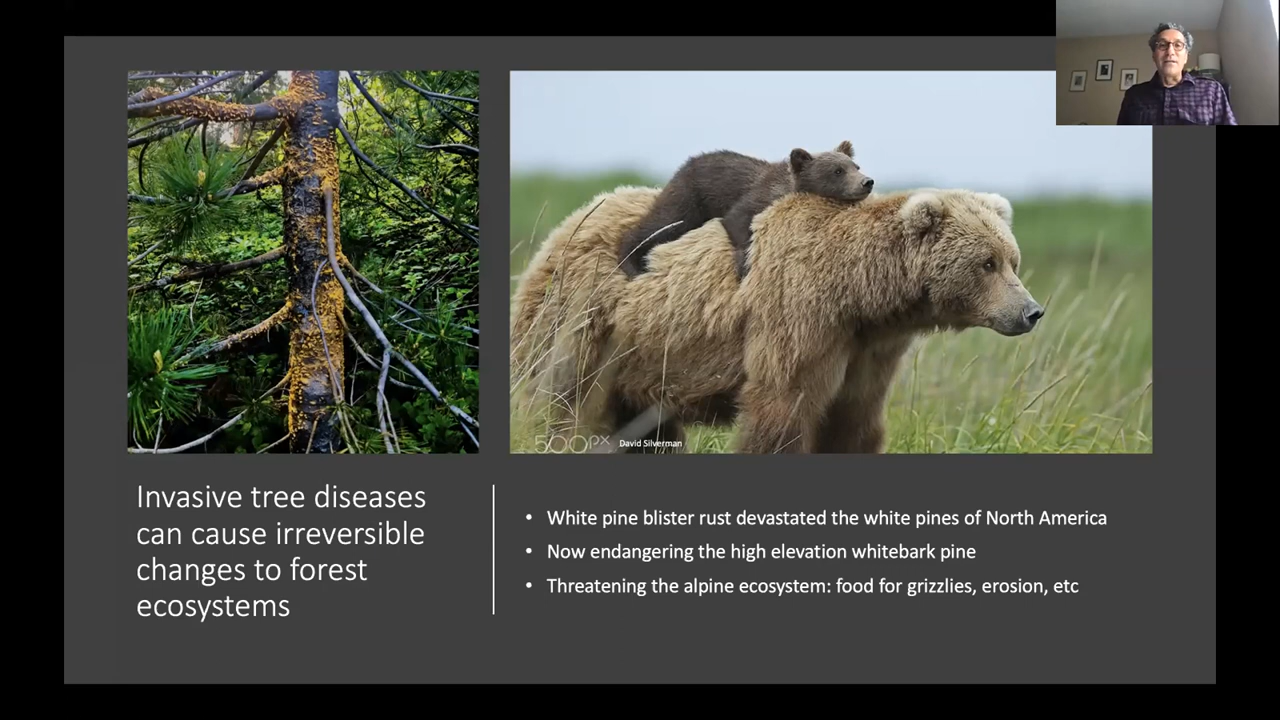 500px
David Silverman
Invasive tree diseases
can cause irreversible
changes to forest
ecosystems
• White pine blister rust devastated the white pines of North America
• Now endangering the high elevation whitebark pine
• Threatening the alpine ecosystem: food for grizzlies, erosion, etc